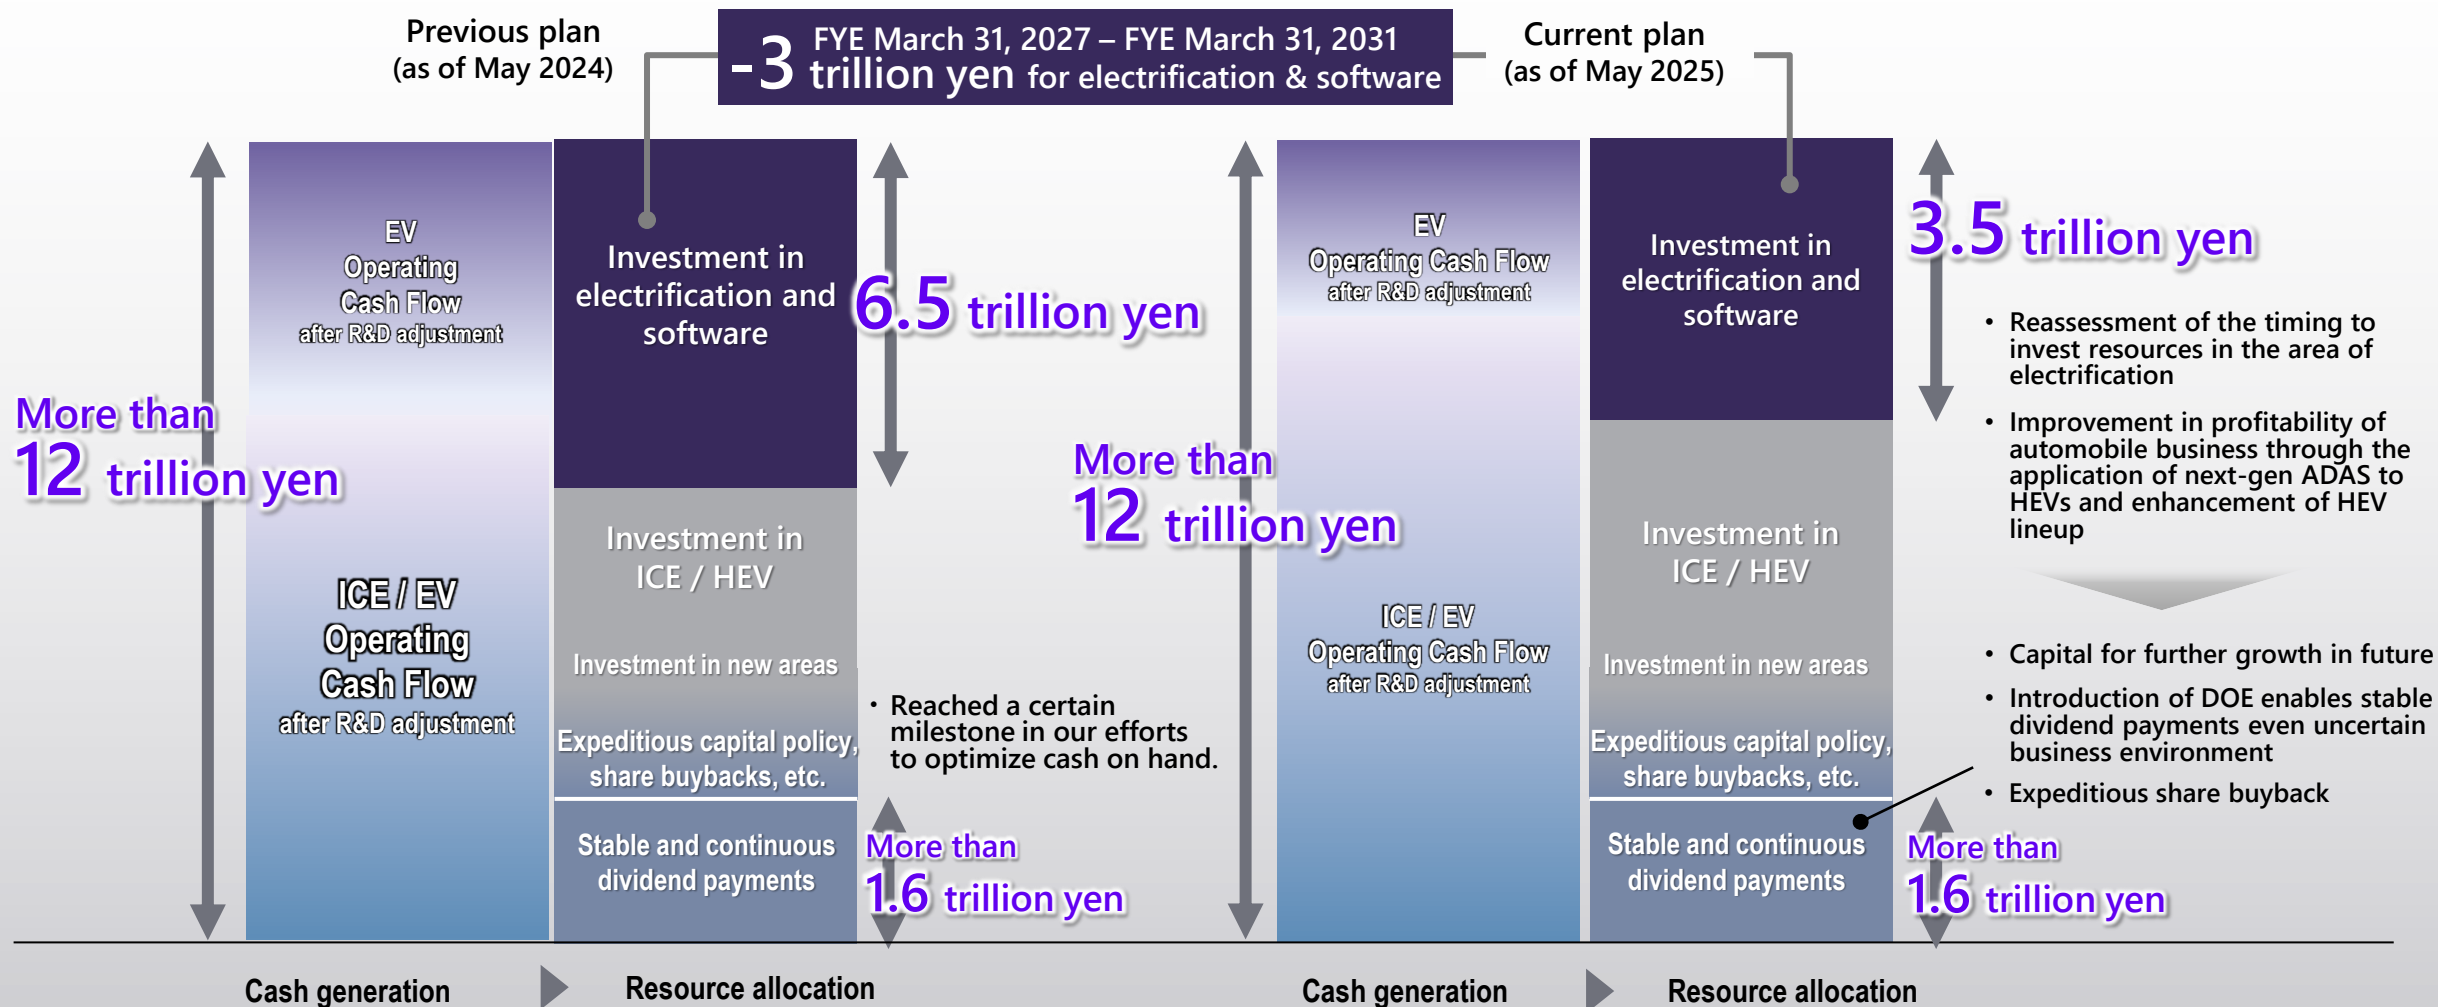 Previous plan
(as of May 2024)
-3
FYE March 31, 2027 – FYE March 31, 2031
trillion yen for electrification & software
Current plan
(as of May 2025)
More than
12 trillion yen
EV
Operating
Cash Flow
after R&D adjustment
ICE / EV
Operating
Cash Flow
after R&D adjustment
Investment in
electrification and
software
6.5 trillion yen
Investment in
ICE / HEV
Investment in new areas
Expeditious capital policy,
share buybacks, etc.
• Reached a certain
milestone in our efforts
to optimize cash on hand.
Stable and continuous
dividend payments
More than
1.6 trillion yen
Cash generation
Resource allocation
More than
12 trillion yen
EV
Operating Cash Flow
after R&D adjustment
ICE / EV
Operating Cash Flow
after R&D adjustment
Investment in
electrification and
software
3.5 trillion yen
• Reassessment of the timing to
invest resources in the area of
electrification
• Improvement in profitability of
automobile business through the
application of next-gen ADAS to
HEVs and enhancement of HEV
lineup
Investment in
ICE / HEV
Investment in new areas
Expeditious capital policy,
share buybacks, etc.
• Capital for further growth in future
• Introduction of DOE enables stable
dividend payments even uncertain
business environment
• Expeditious share buyback
Stable and continuous
dividend payments
More than
1.6 trillion yen
Cash generation
Resource allocation